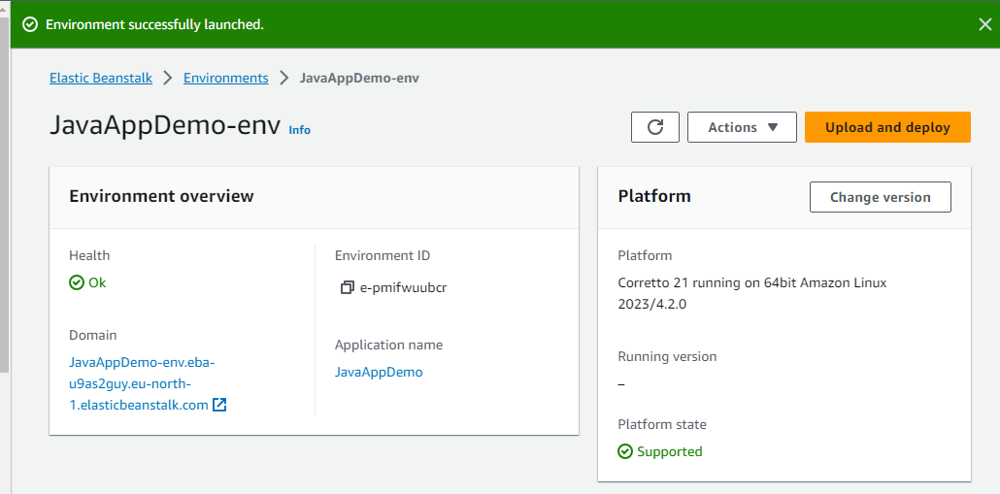 Environment successfully launched.
Elastic Beanstalk > Environments > JavaAppDemo-env
JavaAppDemo-env Info
Actions
Upload and deploy
Environment overview
Health
Ok
Domain
JavaAppDemo-env.eba-
u9as2guy.eu-north-
1.elasticbeanstalk.com
Environment ID
e-pmifwuubcr
Application name
JavaAppDemo
Platform
Change version
Platform
Corretto 21 running on 64bit Amazon Linux
2023/4.2.0
Running version
–
Platform state
Supported